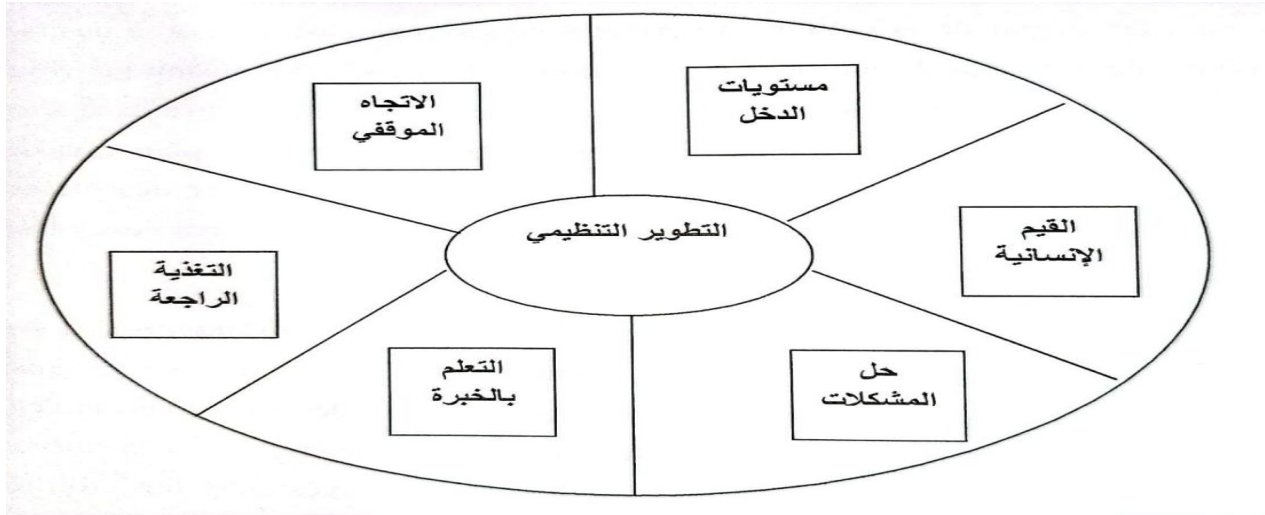 مستويات
الدخل
الاتجاه
الموقفي
القيم
الإنسانية
التطوير التنظيمي
التغذية
الراجعة
حل
المشكلات
التعلم
بالخبرة